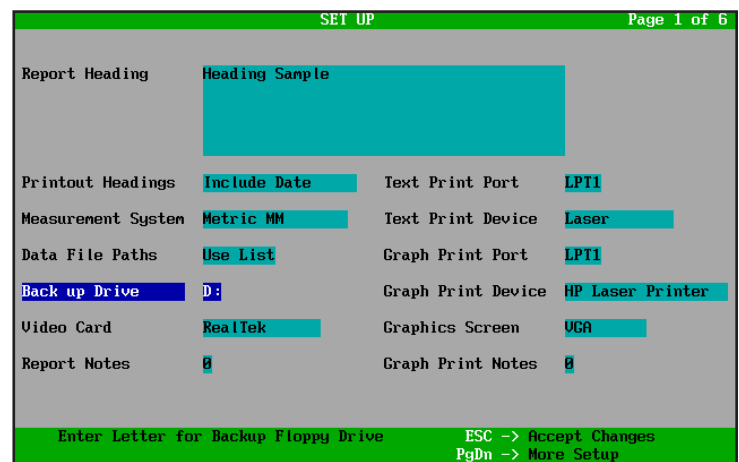 SET UP Page 1 of 6
Report Heading Heading Sample
Printout Headings Include Date Text Print Port LPT1
Measurement System Metric MM Text Print Device Laser
Data File Paths Use List Graph Print Port LPT1
Back up Drive D: Graph Print Device HP Laser Printer
Video Card RealTek Graphics Screen VGA
Report Notes 0 Graph Print Notes 0
Enter Letter for Backup Floppy Drive ESC -> Accept Changes
PgDn -> More Setup